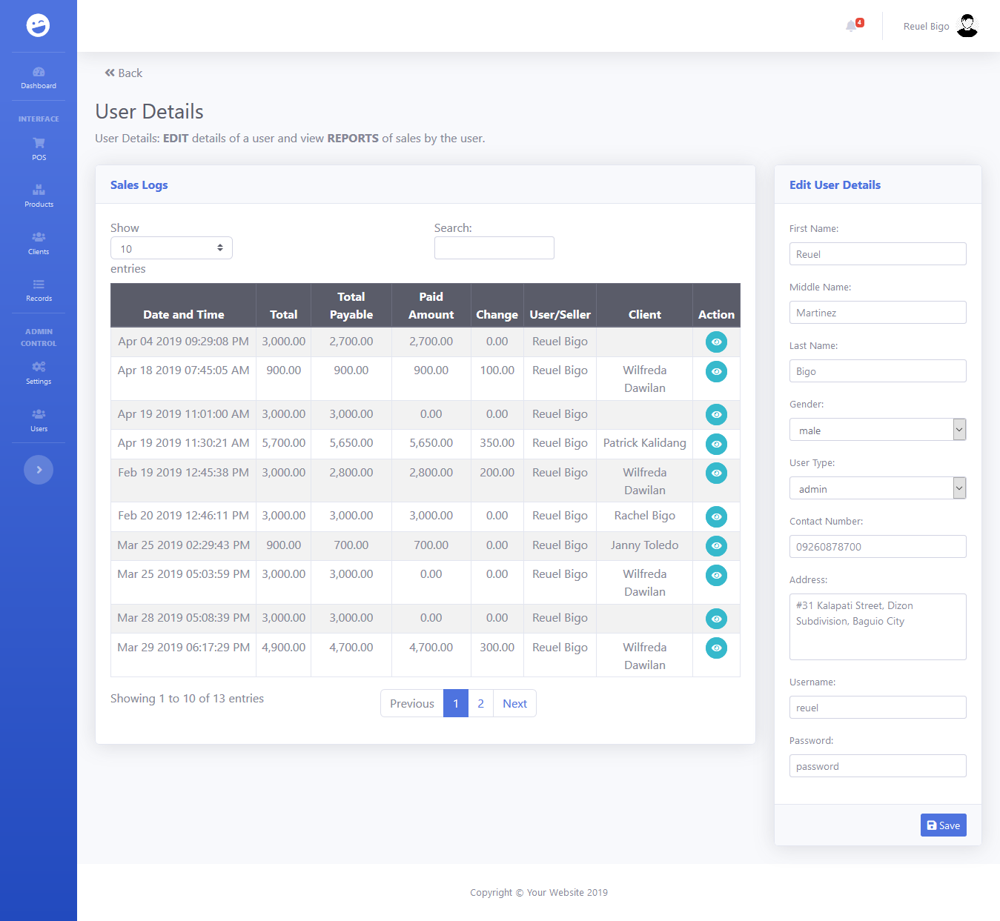 4
Reuel Bigo
Dashboard
INTERFACE
POS
Products
Clients
Records
ADMIN
CONTROL
Settings
Users
Back
User Details
User Details: EDIT details of a user and view REPORTS of sales by the user.
Sales Logs
Show
10
entries
Search:
Date and Time Total Total Payable Paid Amount Change User/Seller Client Action
Apr 04 2019 09:29:08 PM 3,000.00 2,700.00 2,700.00 0.00 Reuel Bigo
Apr 18 2019 07:45:05 AM 900.00 900.00 900.00 100.00 Reuel Bigo Wilfreda Dawilan
Apr 19 2019 11:01:00 AM 3,000.00 3,000.00 0.00 0.00 Reuel Bigo
Apr 19 2019 11:30:21 AM 5,700.00 5,650.00 5,650.00 350.00 Reuel Bigo Patrick Kalidang
Feb 19 2019 12:45:38 PM 3,000.00 2,800.00 2,800.00 200.00 Reuel Bigo Wilfreda Dawilan
Feb 20 2019 12:46:11 PM 3,000.00 3,000.00 3,000.00 0.00 Reuel Bigo Rachel Bigo
Mar 25 2019 02:29:43 PM 900.00 700.00 700.00 0.00 Reuel Bigo Janny Toledo
Mar 25 2019 05:03:59 PM 3,000.00 3,000.00 0.00 0.00 Reuel Bigo Wilfreda Dawilan
Mar 28 2019 05:08:39 PM 3,000.00 3,000.00 0.00 0.00 Reuel Bigo
Mar 29 2019 06:17:29 PM 4,900.00 4,700.00 4,700.00 300.00 Reuel Bigo Wilfreda Dawilan
Showing 1 to 10 of 13 entries
Previous 1 2 Next
Edit User Details
First Name:
Reuel
Middle Name:
Martinez
Last Name:
Bigo
Gender:
male
User Type:
admin
Contact Number:
09260878700
Address:
#31 Kalapati Street, Dizon
Subdivision, Baguio City
Username:
reuel
Password:
password
Save
Copyright © Your Website 2019